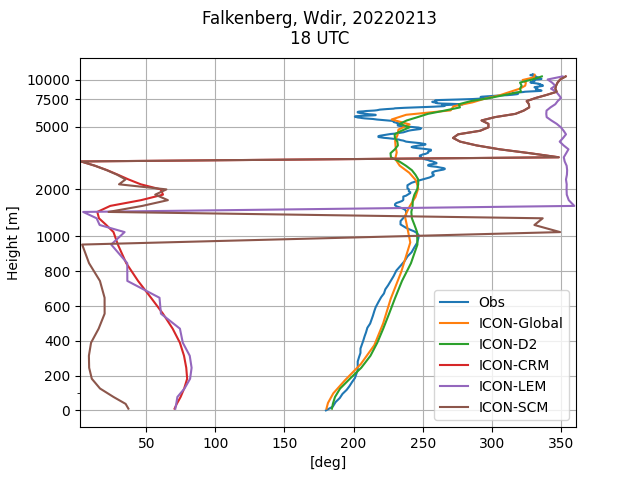 Falkenberg, Wdir, 20220213
18 UTC
10000
7500
5000
2000
1000
800
600
400
200
0
Height [m]
50
100
150
200
250
300
350
[deg]
Obs
ICON-Global
ICON-D2
ICON-CRM
ICON-LEM
ICON-SCM